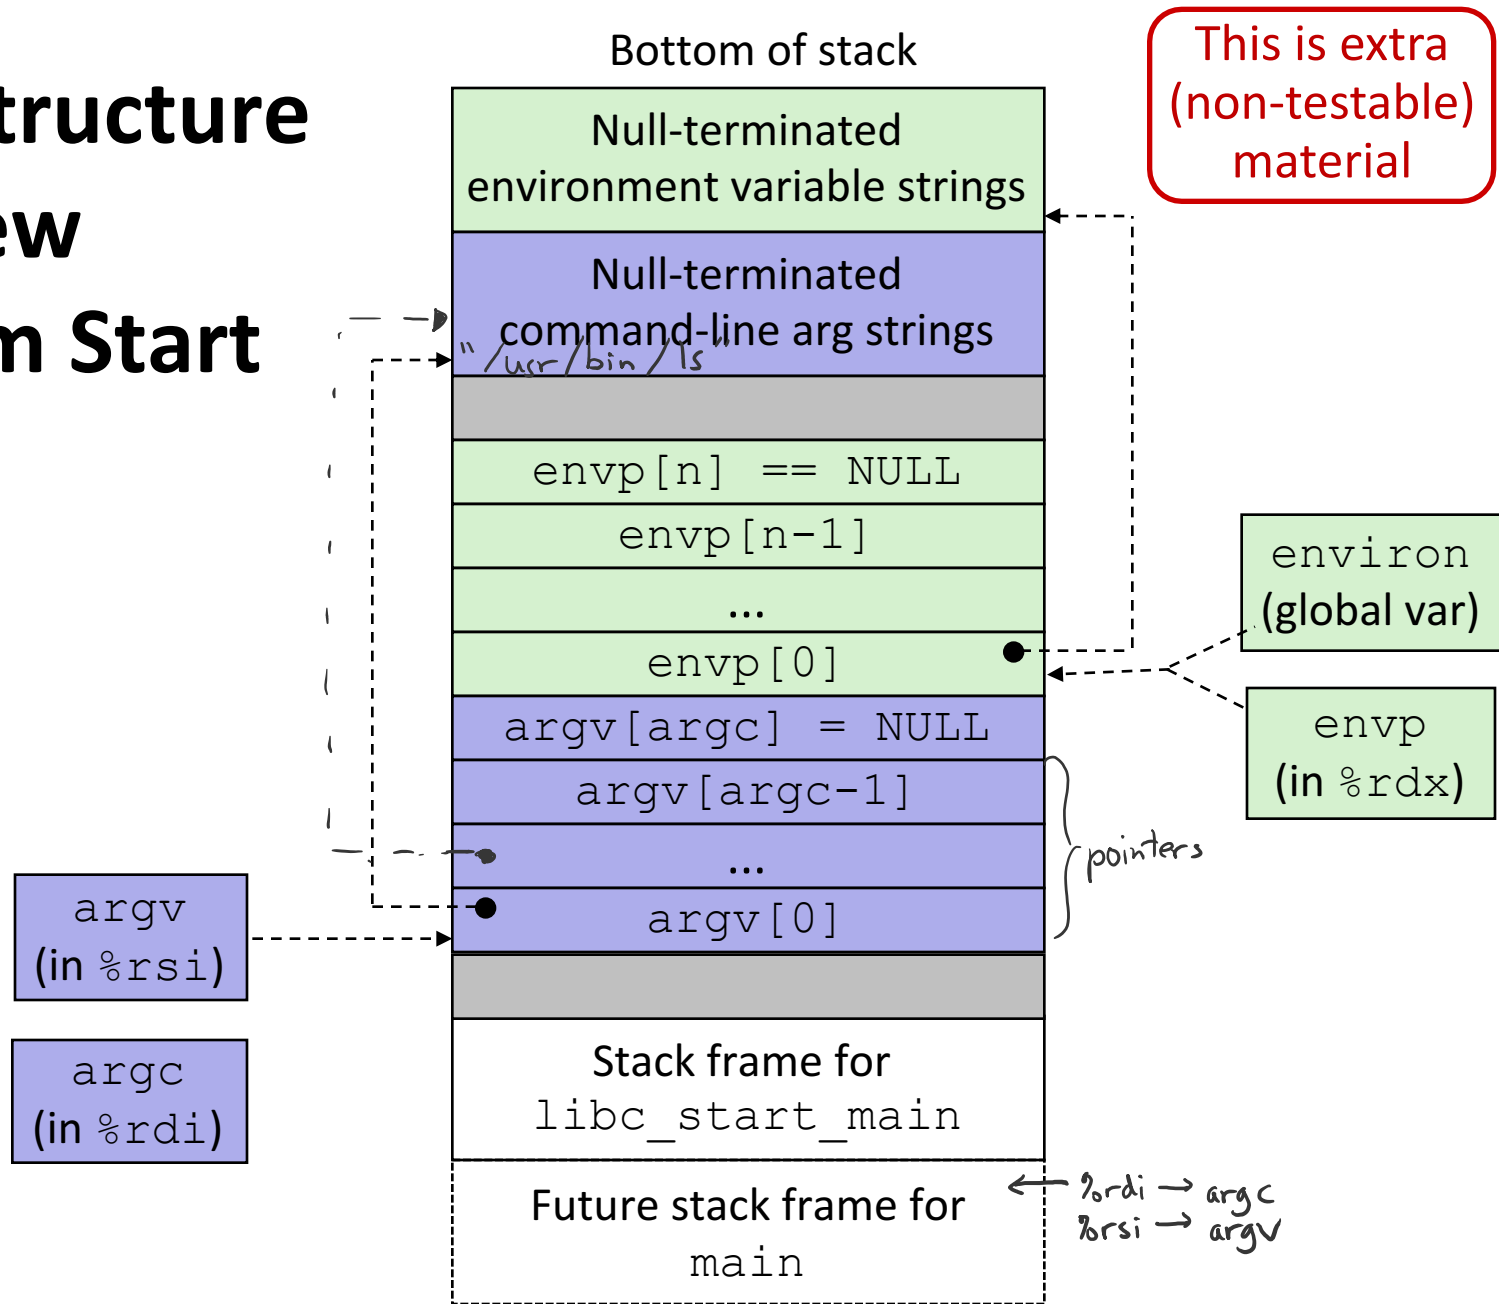 Bottom of stack
This is extra
(non-testable)
material
tructure
ew
m Start
Null-terminated
environment variable strings
Null-terminated
command-line arg strings
"/usr/bin/ls"
envp[n] == NULL
envp[n-1]
...
envp[0]
environ
(global var)
envp
(in %rdx)
argv[argc] = NULL
argv[argc-1]
...
pointers
argv[0]
argv
(in %rsi)
argc
(in %rdi)
Stack frame for
libc_start_main
Future stack frame for
main
← %rdi → argc
%rsi → argv